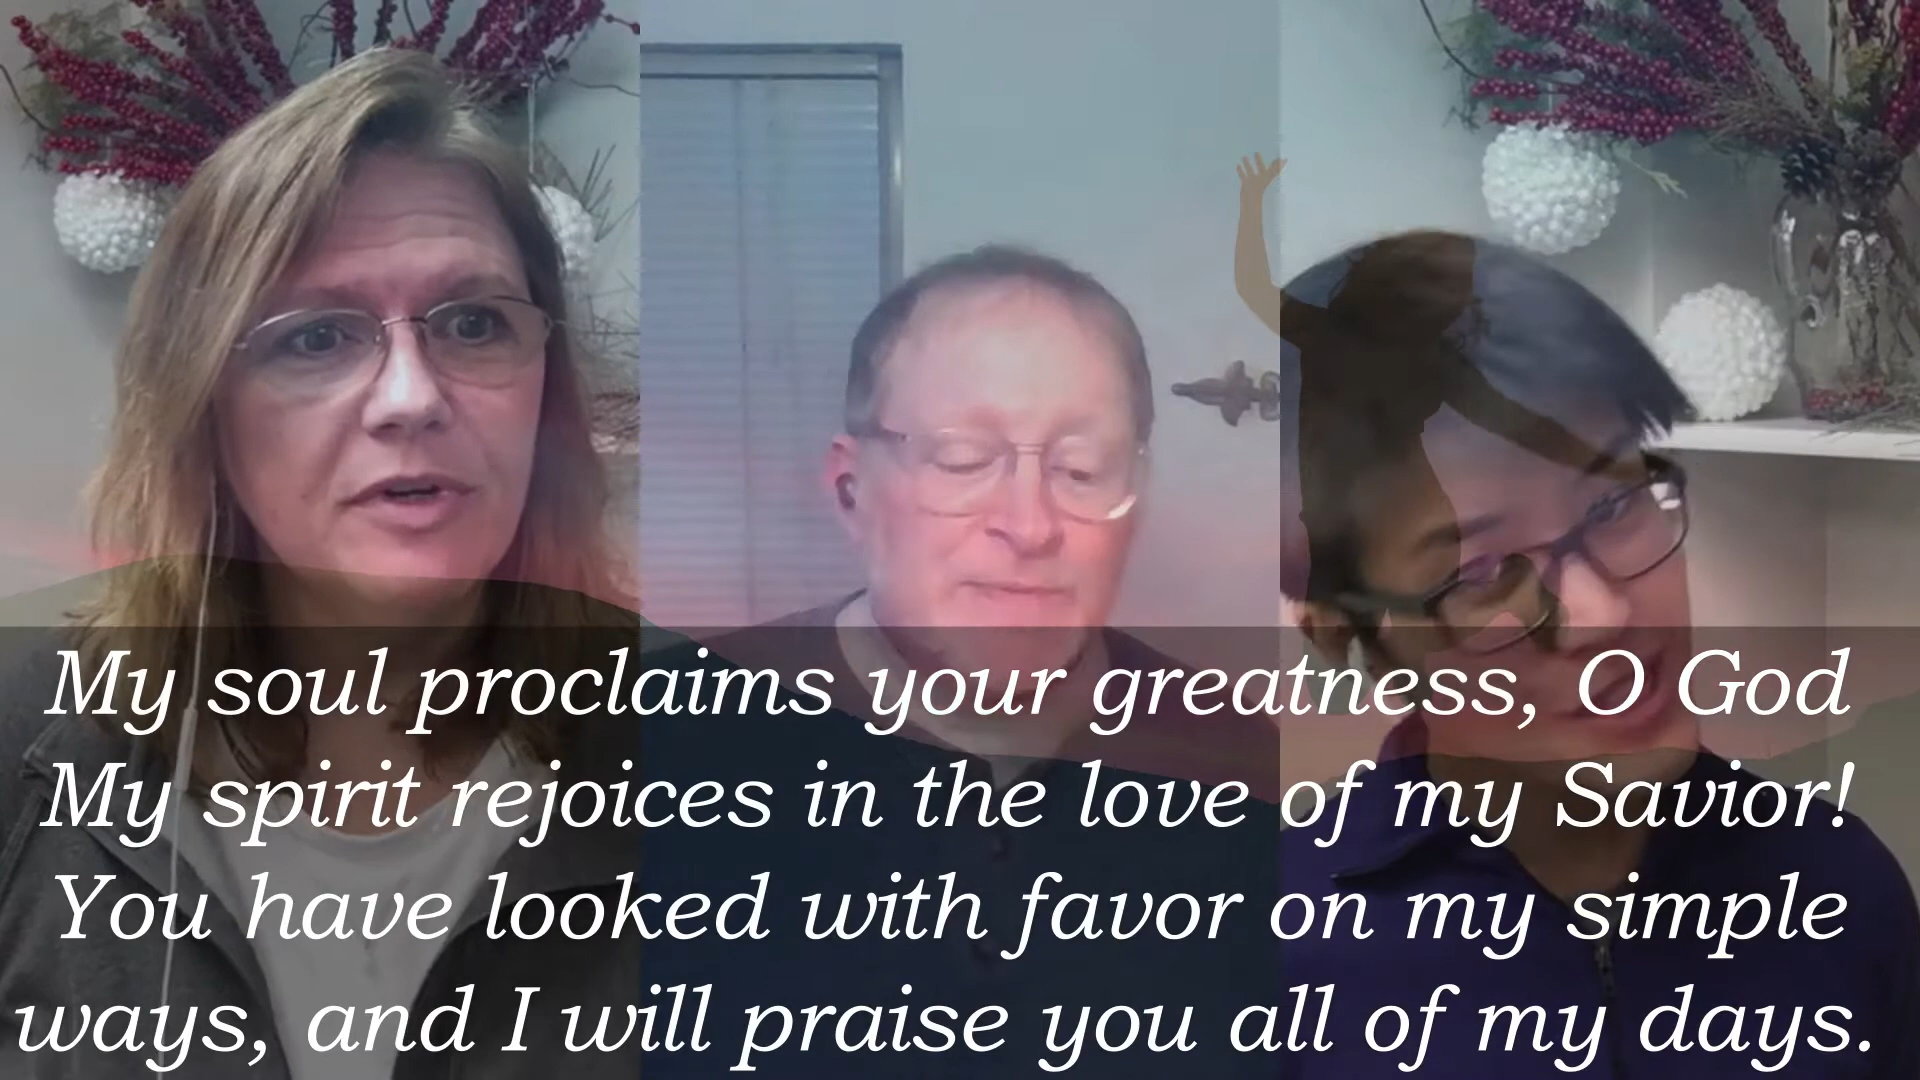 My soul proclaims your greatness, O God
My spirit rejoices in the love of my Savior!
You have looked with favor on my simple
ways, and I will praise you all of my days.